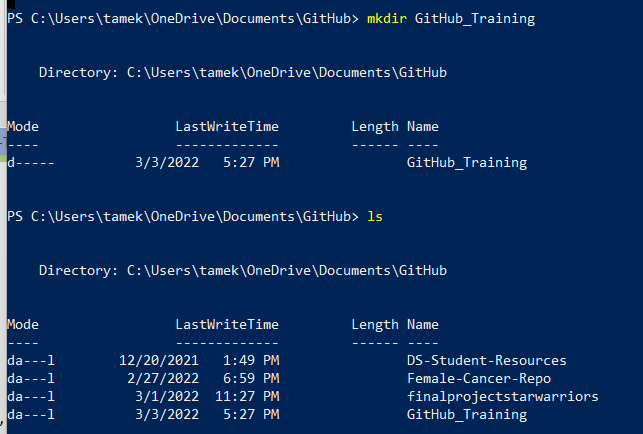 PS C:\Users\tamek\OneDrive\Documents\GitHub> mkdir GitHub_Training
Directory: C:\Users\tamek\OneDrive\Documents\GitHub
Mode LastWriteTime Length Name
---- ------------- ------ ----
d----- 3/3/2022 5:27 PM GitHub_Training
PS C:\Users\tamek\OneDrive\Documents\GitHub> ls
Directory: C:\Users\tamek\OneDrive\Documents\GitHub
Mode LastWriteTime Length Name
---- ------------- ------ ----
da---l 12/20/2021 1:49 PM DS-Student-Resources
da---l 2/27/2022 6:59 PM Female-Cancer-Repo
da---l 3/1/2022 11:27 PM finalprojectstarwarriors
da---l 3/3/2022 5:27 PM GitHub_Training